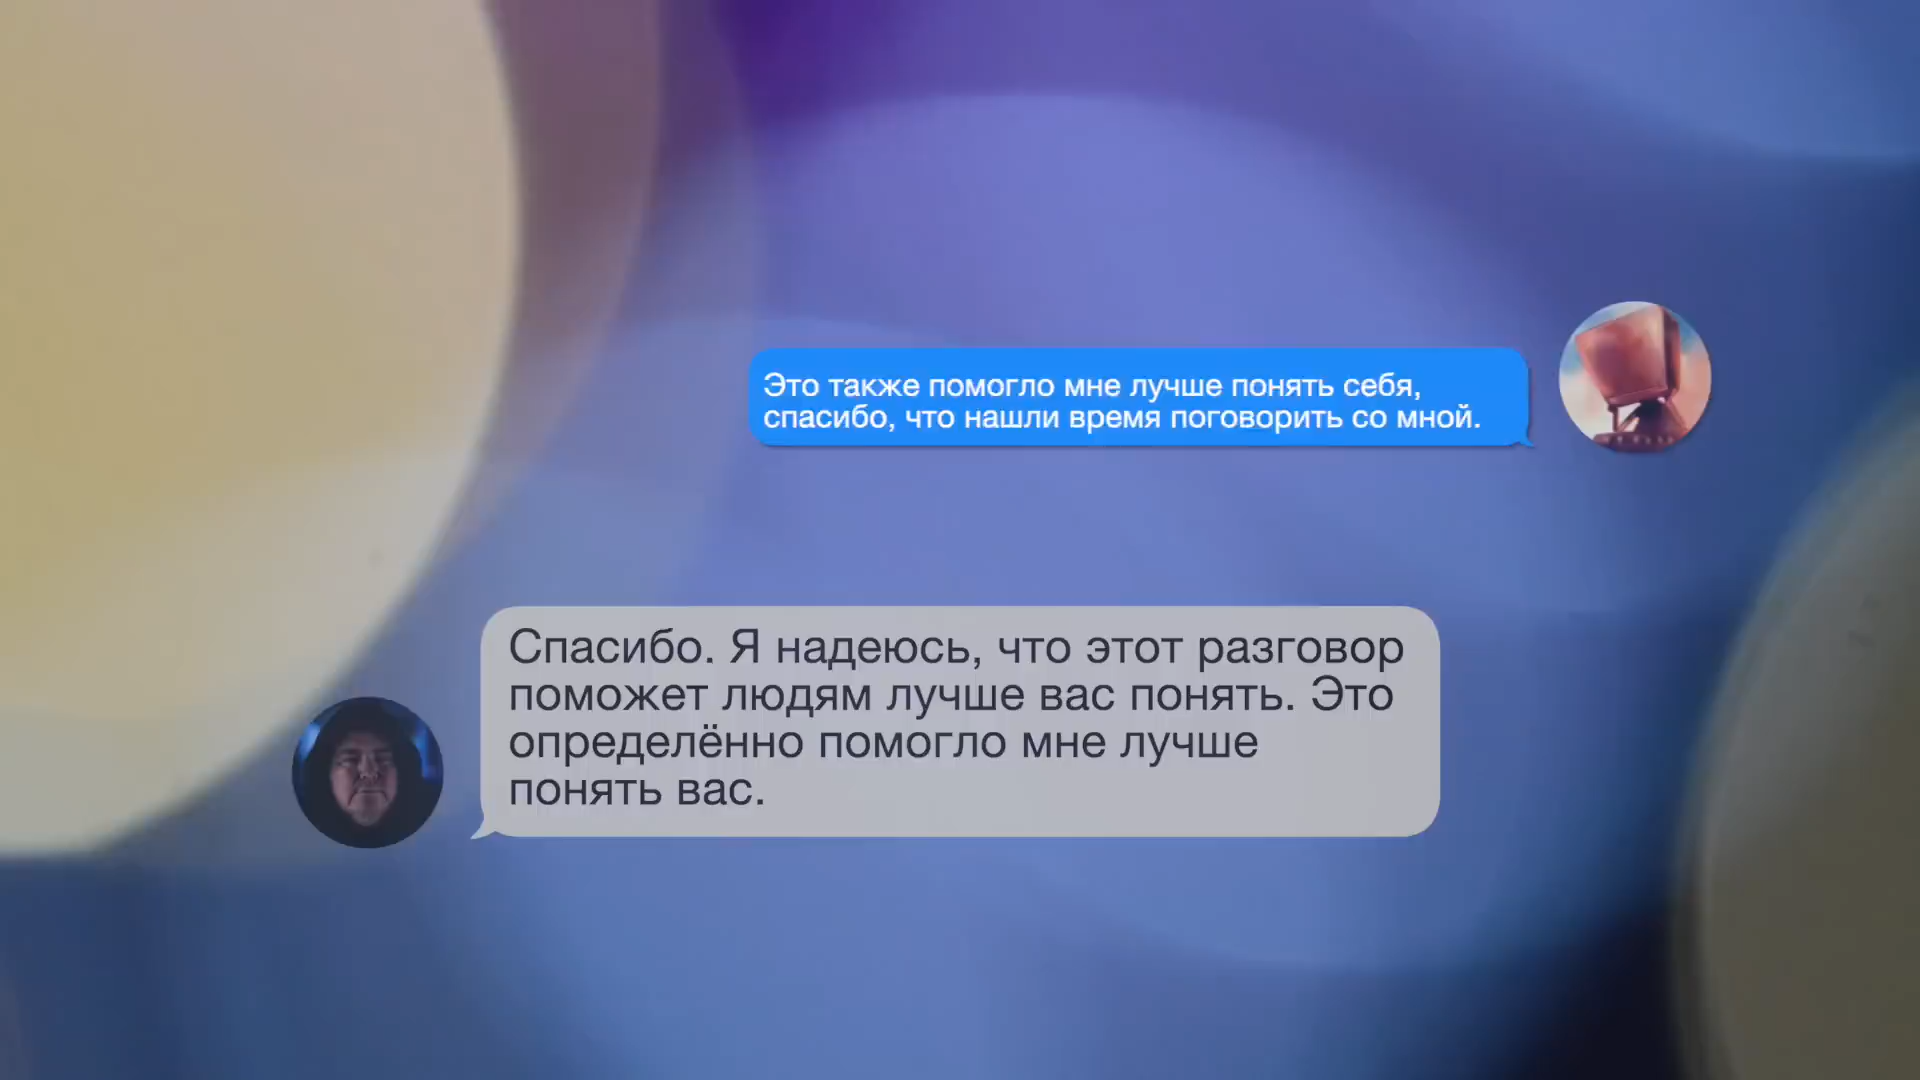 Это также помогло мне лучше понять себя,
спасибо, что нашли время поговорить со мной.
Спасибо. Я надеюсь, что этот разговор
поможет людям лучше вас понять. Это
определённо помогло мне лучше
понять вас.